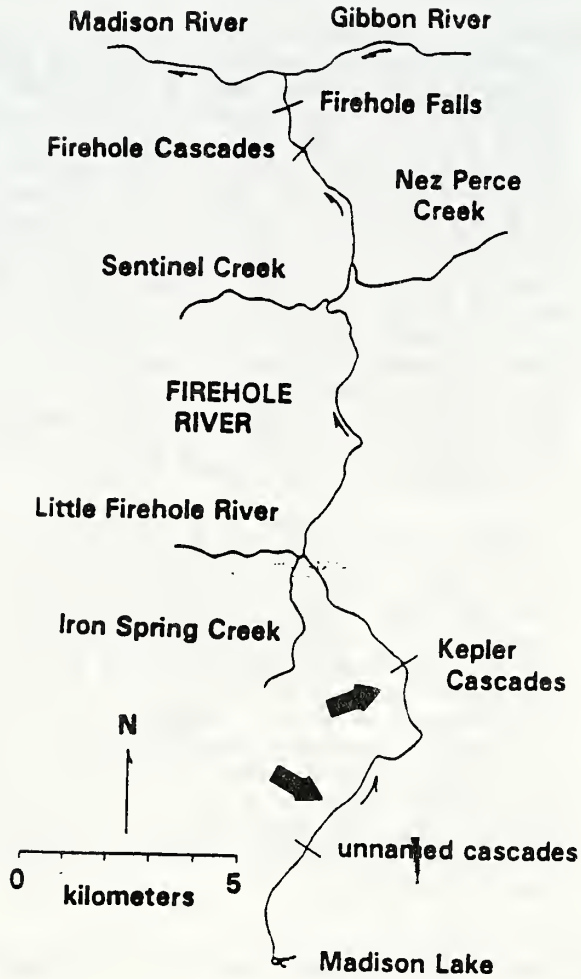 Madison River
Gibbon River
Firehole Falls
Firehole Cascades
Nez Perce
Creek
Sentinel Creek
FIREHOLE
RIVER
Little Firehole River
Iron Spring Creek
Kepler
Cascades
N
unnamed cascades
0
5
kilometers
Madison Lake